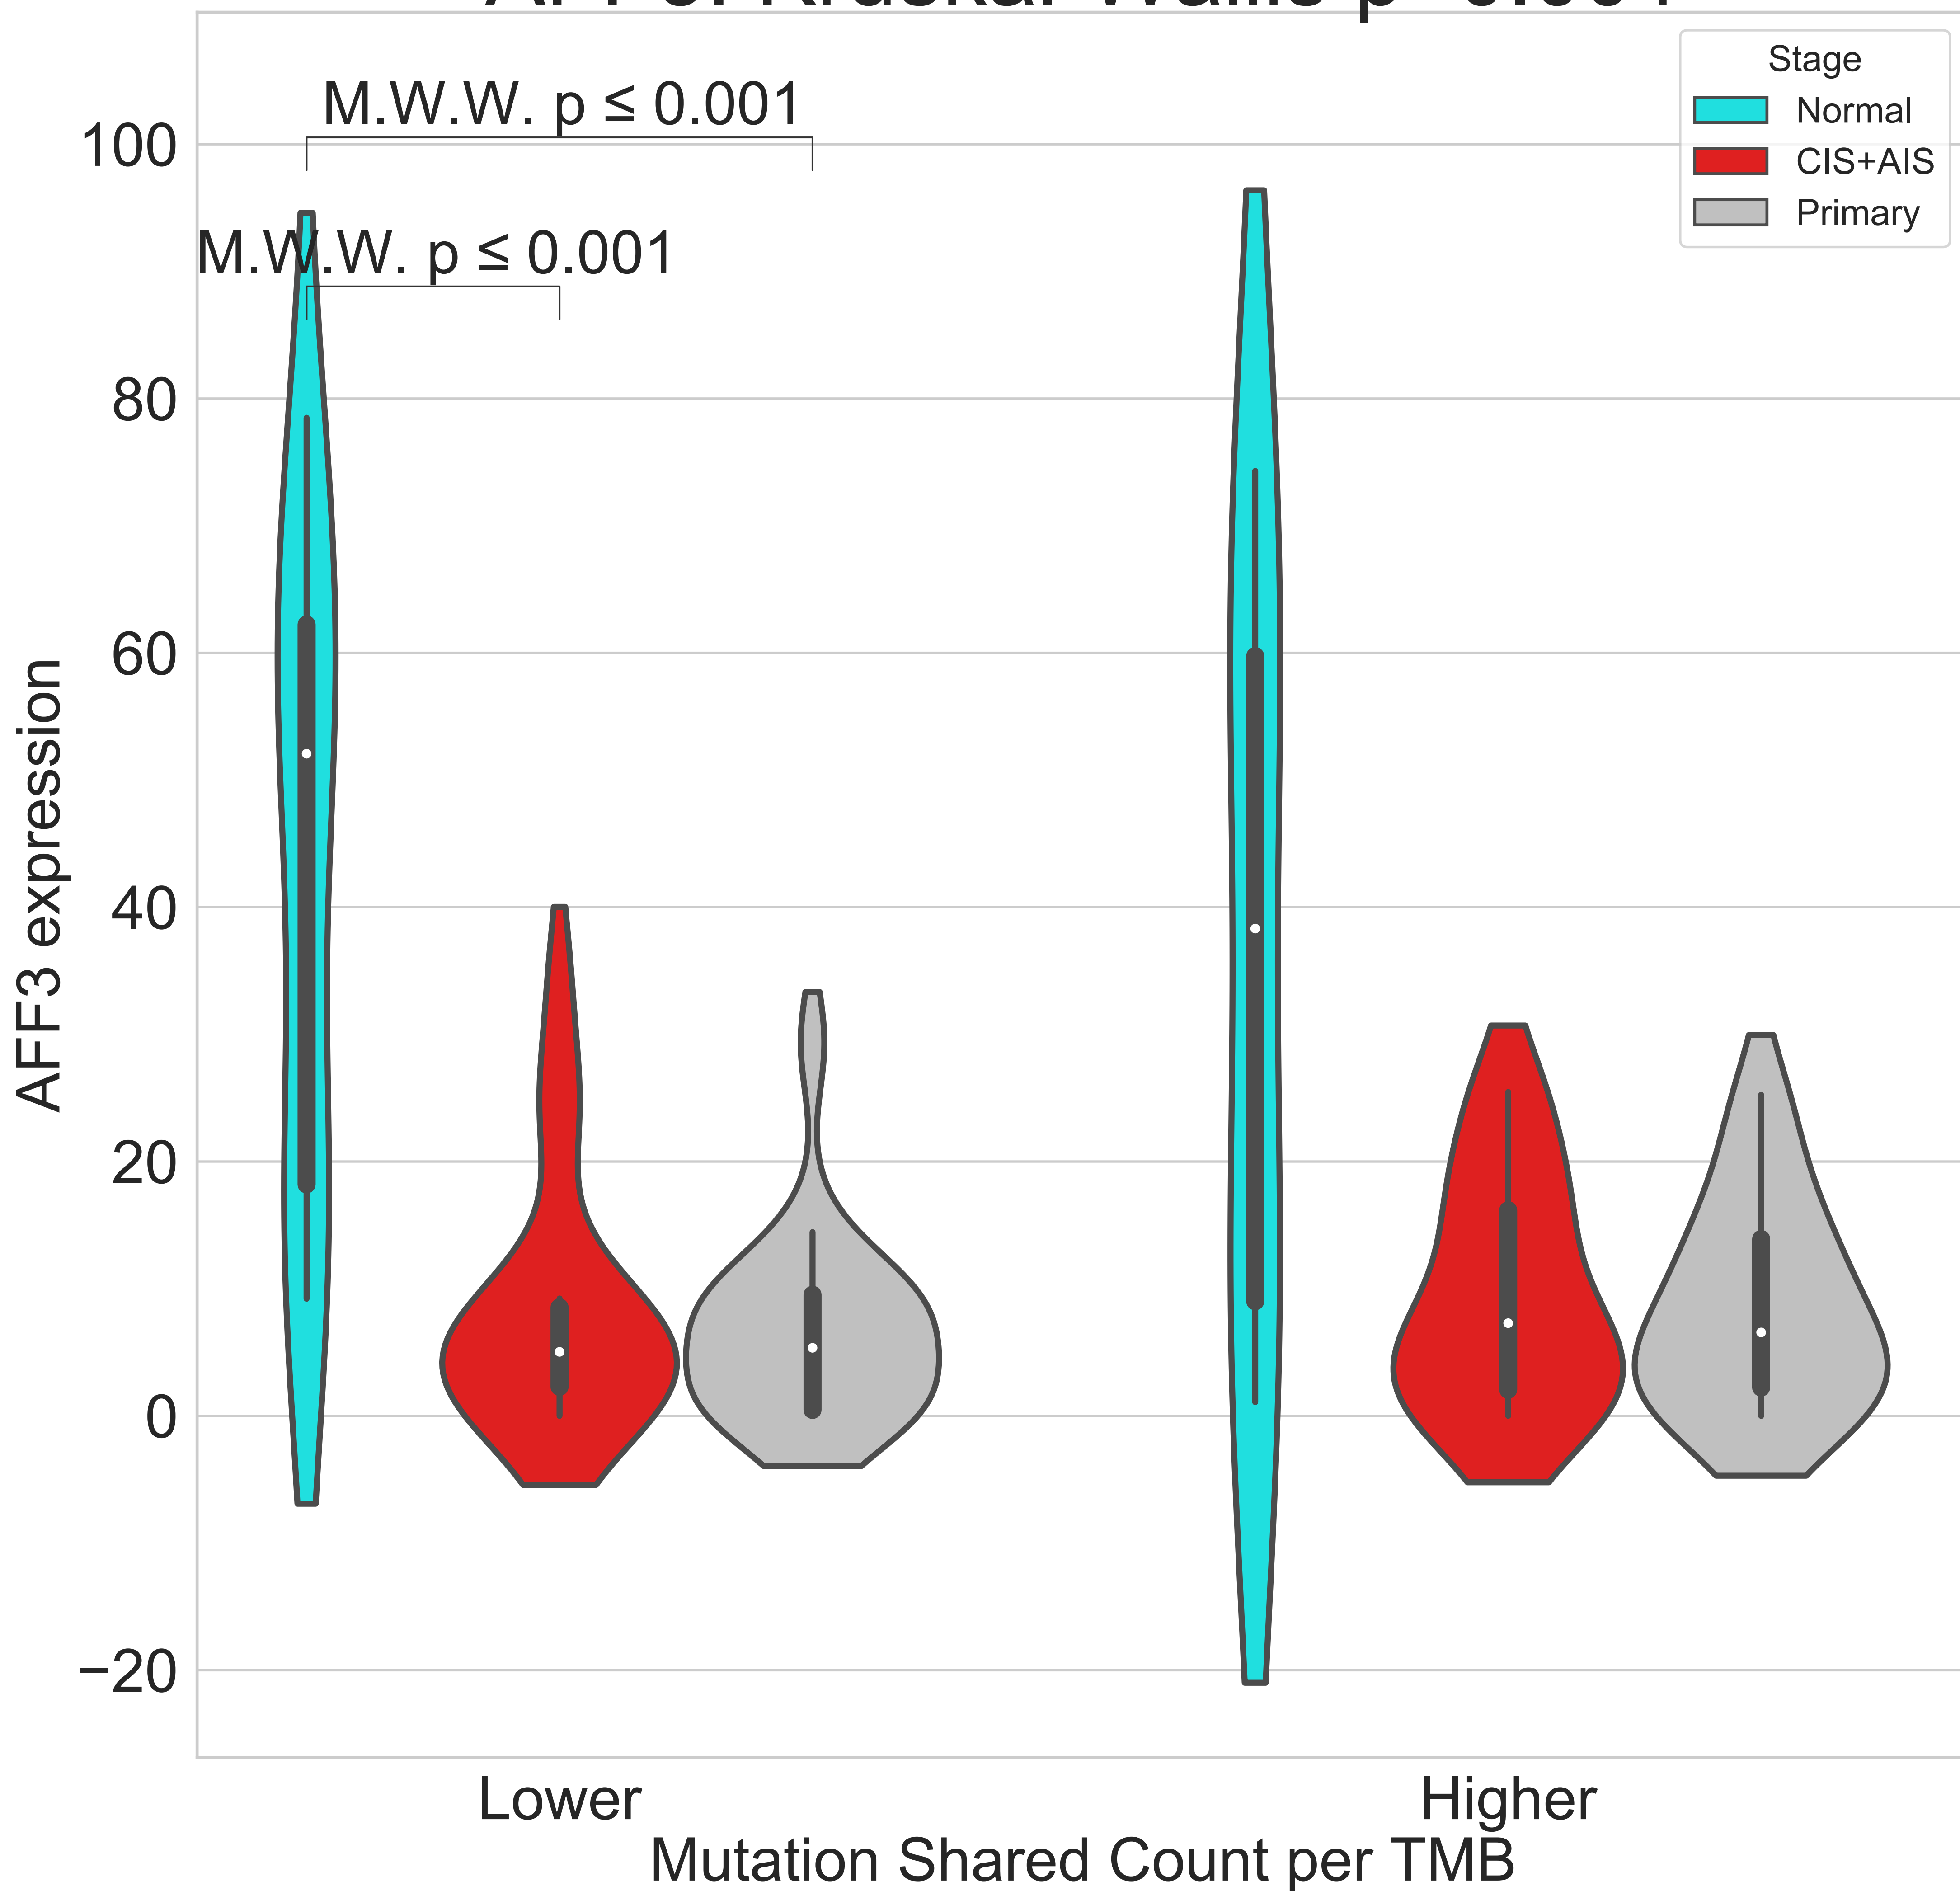 Stage
Normal
CIS+AIS
Primary
M.W.W. p ≤ 0.001
M.W.W. p ≤ 0.001
100
80
60
40
20
0
−20
AFF3 expression
Lower
Higher
Mutation Shared Count per TMB